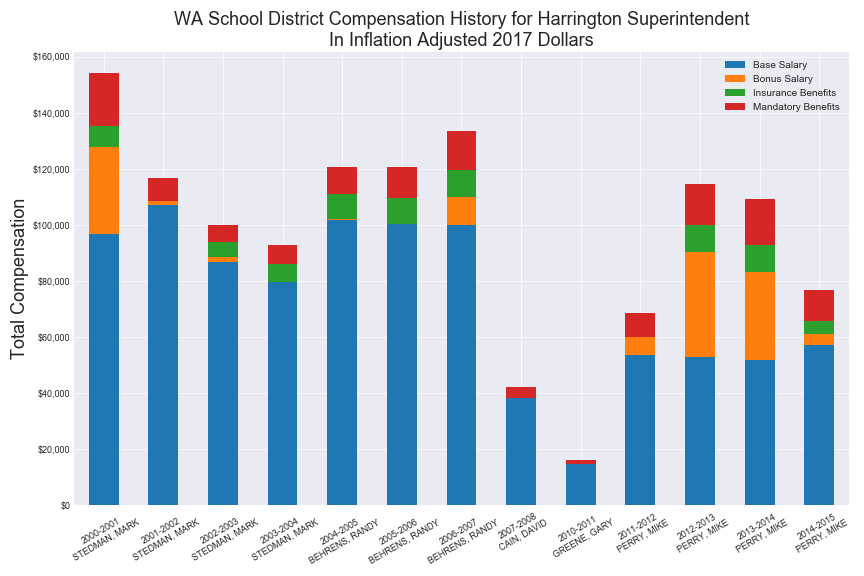 WA School District Compensation History for Harrington Superintendent
In Inflation Adjusted 2017 Dollars
Total Compensation
$160,000
$140,000
$120,000
$100,000
$80,000
$60,000
$40,000
$20,000
$0
Base Salary
Bonus Salary
Insurance Benefits
Mandatory Benefits
2000-2001
STEDMAN, MARK
2001-2002
STEDMAN, MARK
2002-2003
STEDMAN, MARK
2003-2004
STEDMAN, MARK
2004-2005
BEHRENS, RANDY
2005-2006
BEHRENS, RANDY
2006-2007
BEHRENS, RANDY
2007-2008
CAIN, DAVID
2010-2011
GREENE, GARY
2011-2012
PERRY, MIKE
2012-2013
PERRY, MIKE
2013-2014
PERRY, MIKE
2014-2015
PERRY, MIKE